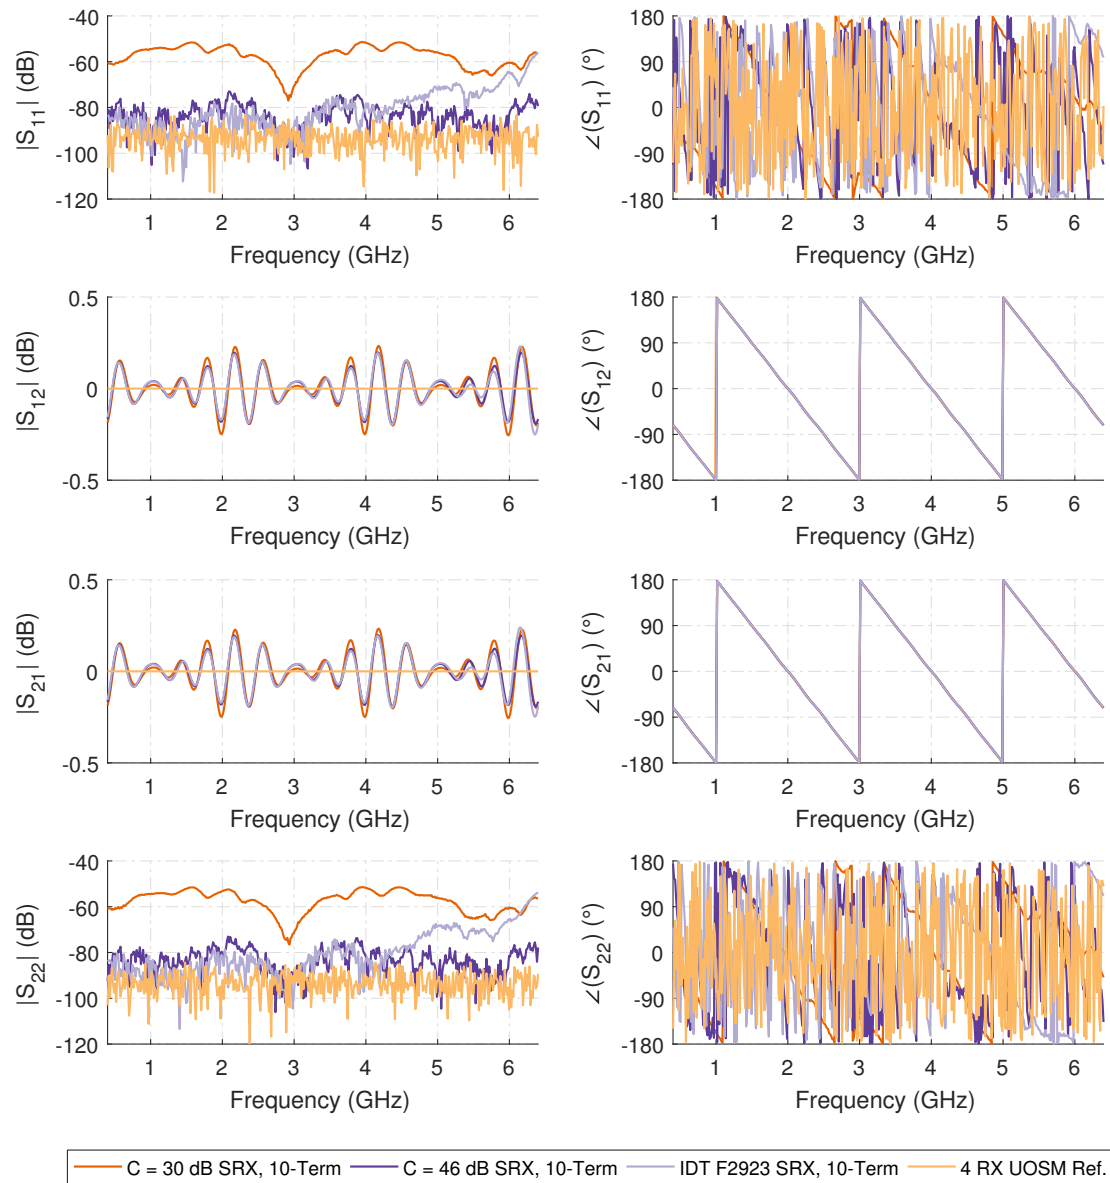 -40
-60
-80
-100
-120
|S11| (dB)
1 2 3 4 5 6
Frequency (GHz)
180
90
0
-90
-180
∠(S11) (°)
1 2 3 4 5 6
Frequency (GHz)
0.5
0
-0.5
|S12| (dB)
1 2 3 4 5 6
Frequency (GHz)
180
90
0
-90
-180
∠(S12) (°)
1 2 3 4 5 6
Frequency (GHz)
0.5
0
-0.5
|S21| (dB)
1 2 3 4 5 6
Frequency (GHz)
180
90
0
-90
-180
∠(S21) (°)
1 2 3 4 5 6
Frequency (GHz)
-40
-60
-80
-100
-120
|S22| (dB)
1 2 3 4 5 6
Frequency (GHz)
180
90
0
-90
-180
∠(S22) (°)
1 2 3 4 5 6
Frequency (GHz)
C = 30 dB SRX, 10-Term C = 46 dB SRX, 10-Term IDT F2923 SRX, 10-Term 4 RX UOSM Ref.